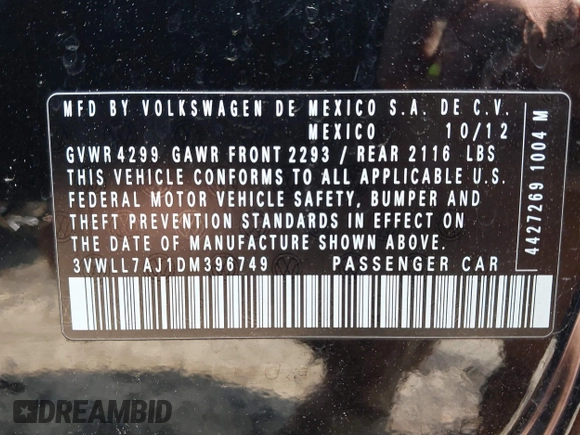 MFD BY VOLKSWAGEN DE MEXICO S.A. DE C.V.
MEXICO 10/12
GVWR 4299 GAWR FRONT 2293 / REAR 2116 LBS
THIS VEHICLE CONFORMS TO ALL APPLICABLE U.S.
FEDERAL MOTOR VEHICLE SAFETY, BUMPER AND
THEFT PREVENTION STANDARDS IN EFFECT ON
THE DATE OF MANUFACTURE SHOWN ABOVE.
3VWLL7AJ1DM396749 PASSENGER CAR
4427269 1004 M
DREAMBID